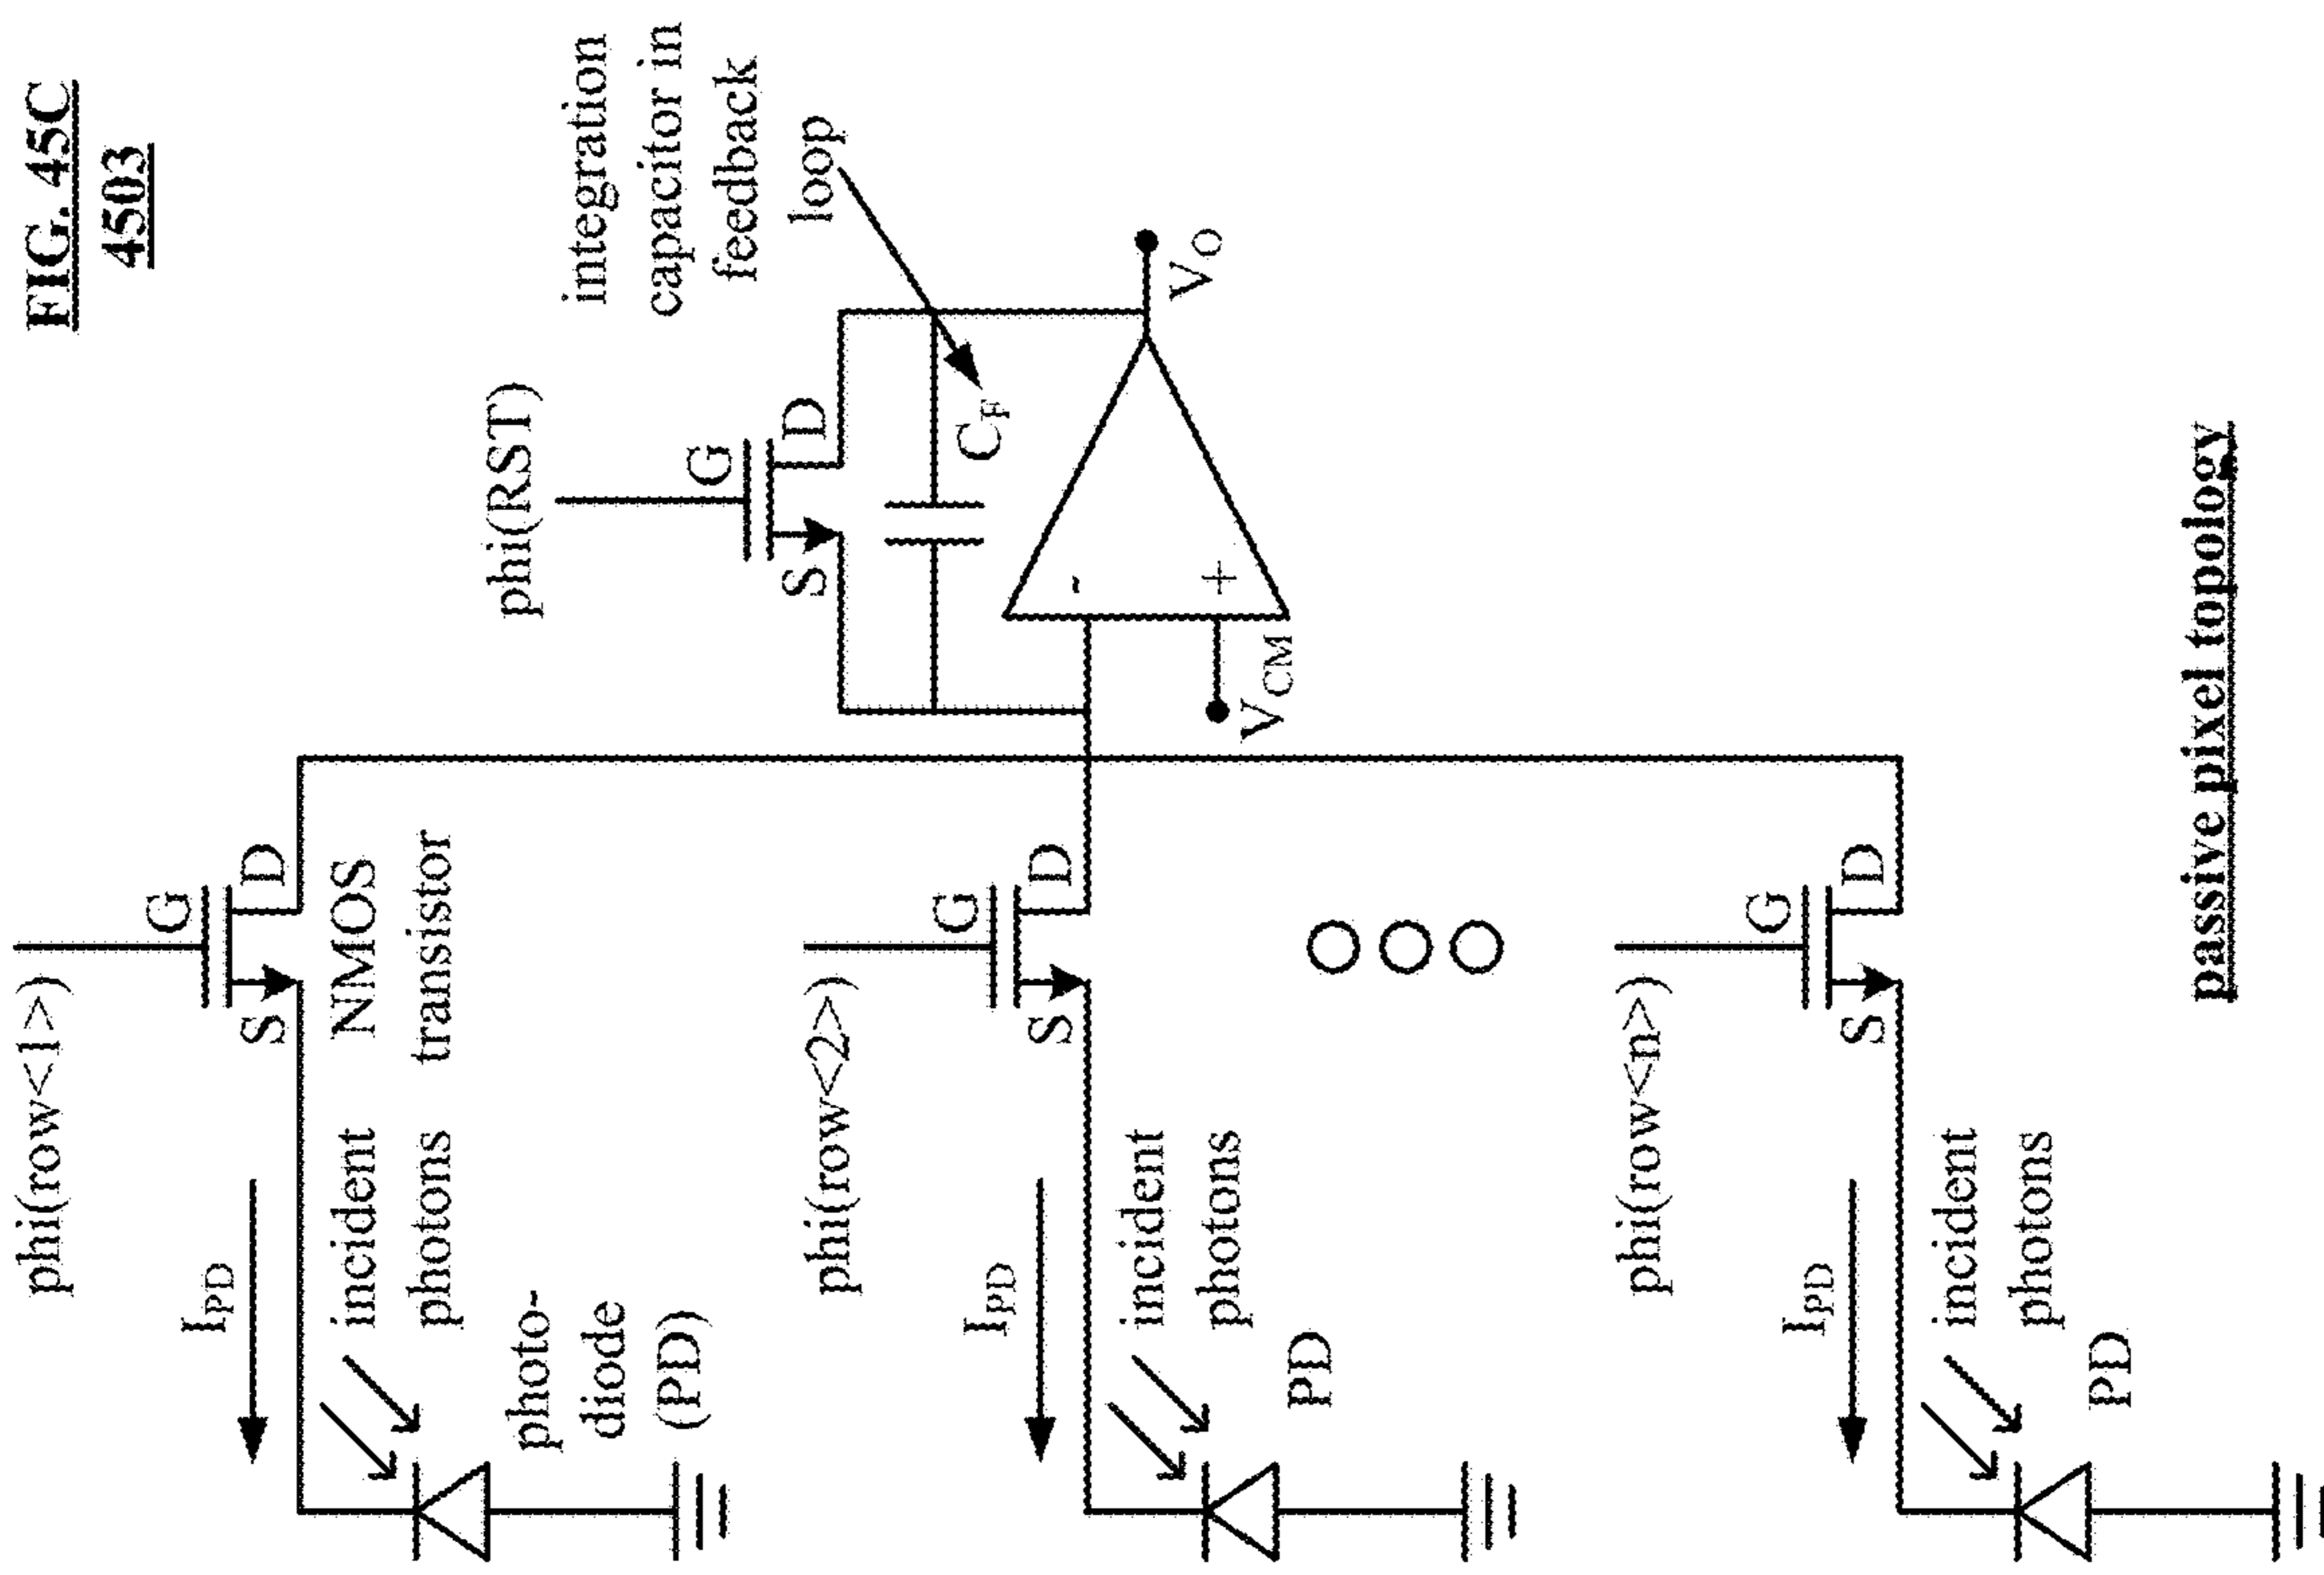 FIG. 45C
4503
phi(row<1>)
G
S
D
I_PD
incident
photons
NMOS
transistor
photo-
diode
(PD)
phi(RST)
G
S
D
C_F
integration
capacitor in
feedback
loop
-
+
V_CM
V_O
phi(row<2>)
G
S
D
I_PD
incident
photons
PD
phi(row<n>)
G
S
D
I_PD
incident
photons
PD
passive pixel topology